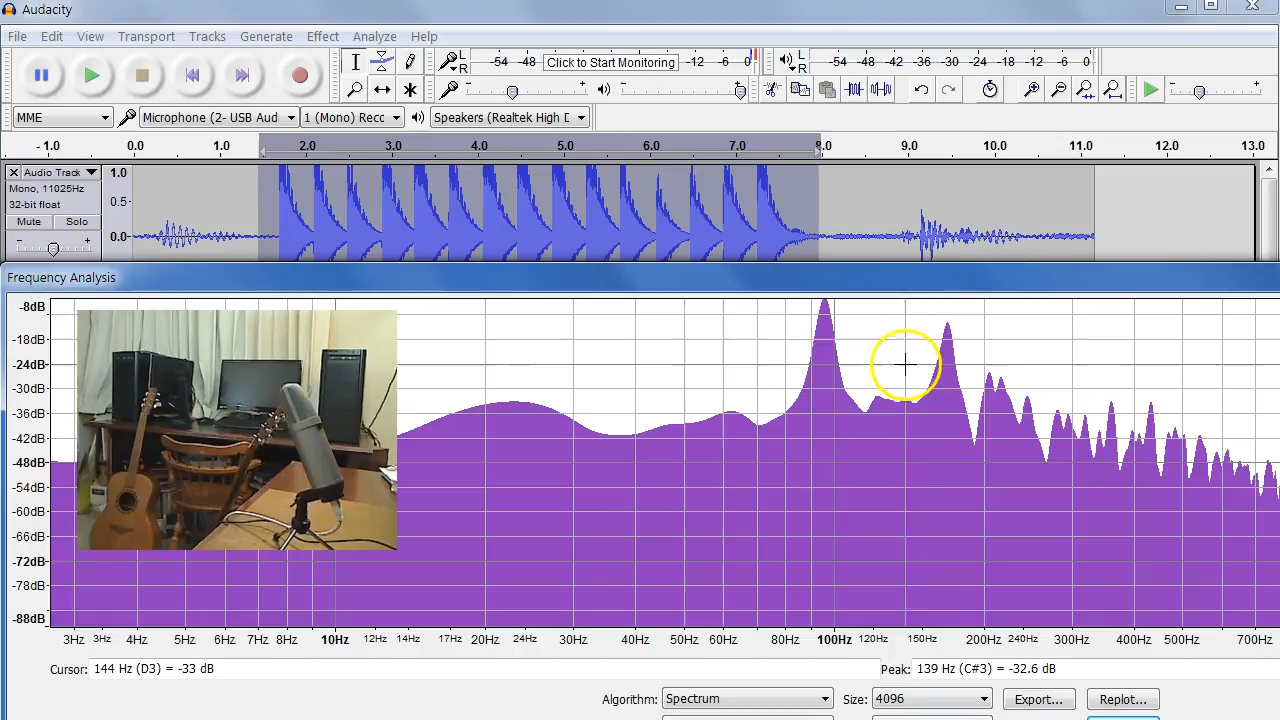 Audacity
File Edit View Transport Tracks Generate Effect Analyze Help
L R -54 -48 Click to Start Monitoring -12 -6 0 L R -54 -48 -42 -36 -30 -24 -18 -12 -6 0
MME Microphone (2- USB Aud 1 (Mono) Recc Speakers (Realtek High D
-1.0 0.0 1.0 2.0 3.0 4.0 5.0 6.0 7.0 8.0 9.0 10.0 11.0 12.0 13.0
Audio Track 1.0
Mono, 11025Hz
32-bit float 0.5
Mute Solo
0.0
Frequency Analysis
-8dB
-18dB
-24dB
-30dB
-36dB
-42dB
-48dB
-54dB
-60dB
-66dB
-72dB
-78dB
-88dB
3Hz 3Hz 4Hz 5Hz 6Hz 7Hz 8Hz 10Hz 12Hz 14Hz 17Hz 20Hz 24Hz 30Hz 40Hz 50Hz 60Hz 80Hz 100Hz 120Hz 150Hz 200Hz 240Hz 300Hz 400Hz 500Hz 700Hz
Cursor: 144 Hz (D3) = -33 dB Peak: 139 Hz (C#3) = -32.6 dB
Algorithm: Spectrum Size: 4096 Export... Replot...